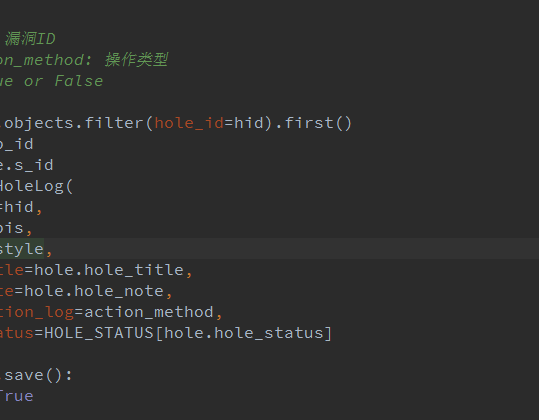 漏洞ID
on_method: 操作类型
ue or False
.objects.filter(hole_id=hid).first()
o_id
e.s_id
HoleLog(
=hid,
bis,
style,
tle=hole.hole_title,
te=hole.hole_note,
tion_log=action_method,
atus=HOLE_STATUS[hole.hole_status]
.save():
True